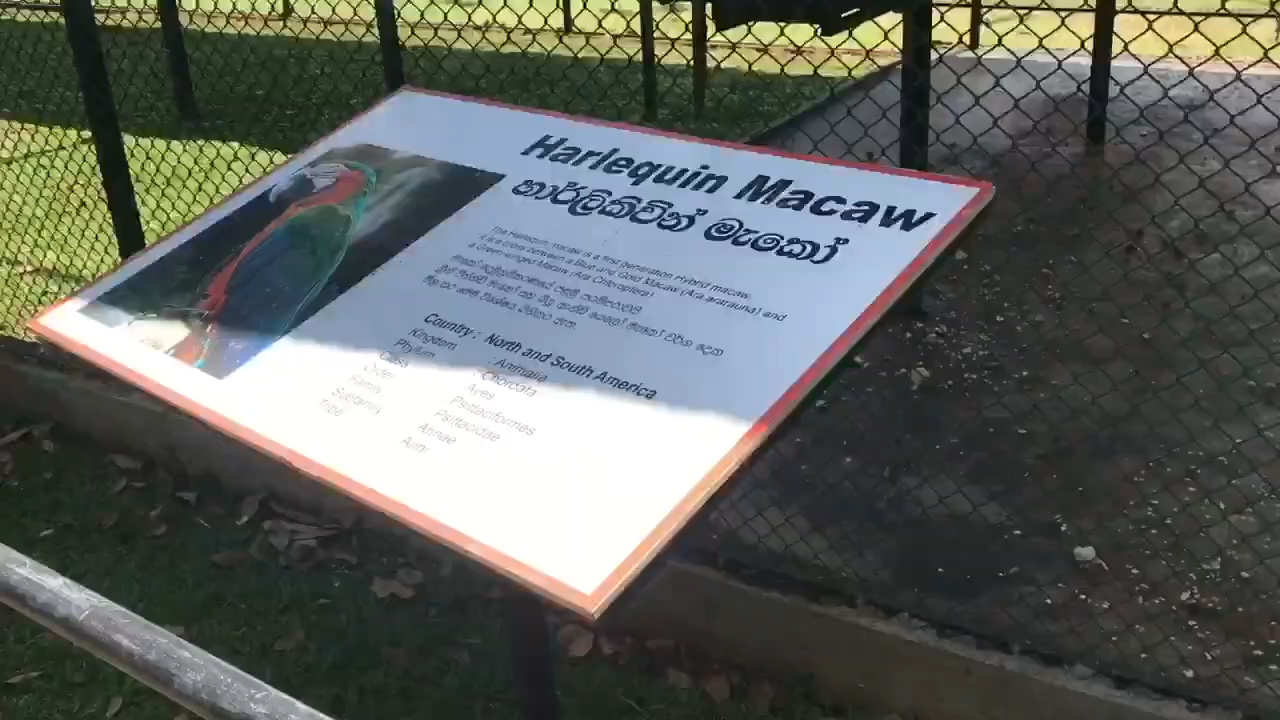 Harlequin Macaw
හාර්ලික්වින් මැකෝ
The Harlequin macaw is a first generation Hybrid macaw.
it is a cross between a Blue and Gold Macaw (Ara ararauna) and
a Green-winged Macaw (Ara Chloroptera)
Country : North and South America
Kingdom : Animalia
Phylum : Chordata
Class Aves
Order Psittaciformes
Family Psittacidae
Subfamily Arinae
Tribe Arini